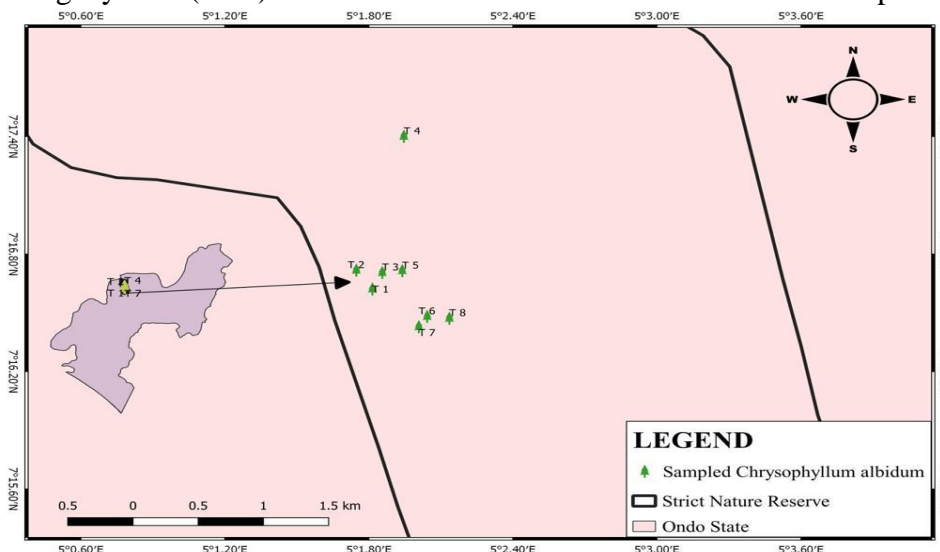 5°0.60'E 5°1.20'E 5°1.80'E 5°2.40'E 5°3.00'E 5°3.60'E
N
W E
S
7°17.40'N
7°16.80'N
7°16.20'N
7°15.60'N
T 4
T 2
T 3
T 5
T 1
T 6
T 8
T 7
T 4
T 7
LEGEND
Sampled Chrysophyllum albidum
Strict Nature Reserve
Ondo State
0.5 0 0.5 1 1.5 km
5°0.60'E 5°1.20'E 5°1.80'E 5°2.40'E 5°3.00'E 5°3.60'E